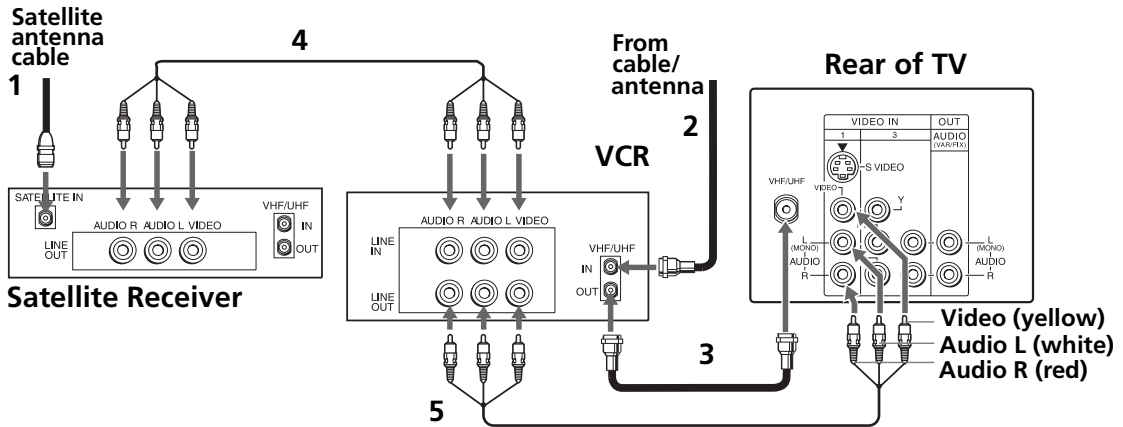 Satellite
antenna
cable
1
4
From
cable/
antenna
2
Rear of TV
VCR
VIDEO IN
OUT
1
3
AUDIO
(VAR/FIX)
S VIDEO
VHF/UHF
VIDEO
Y
L
(MONO)
AUDIO
R
L
(MONO)
AUDIO
R
SATELLITE IN
AUDIO R AUDIO L VIDEO
VHF/UHF
IN
OUT
LINE
OUT
Satellite Receiver
AUDIO R AUDIO L VIDEO
LINE
IN
VHF/UHF
IN
OUT
LINE
OUT
3
5
Video (yellow)
Audio L (white)
Audio R (red)